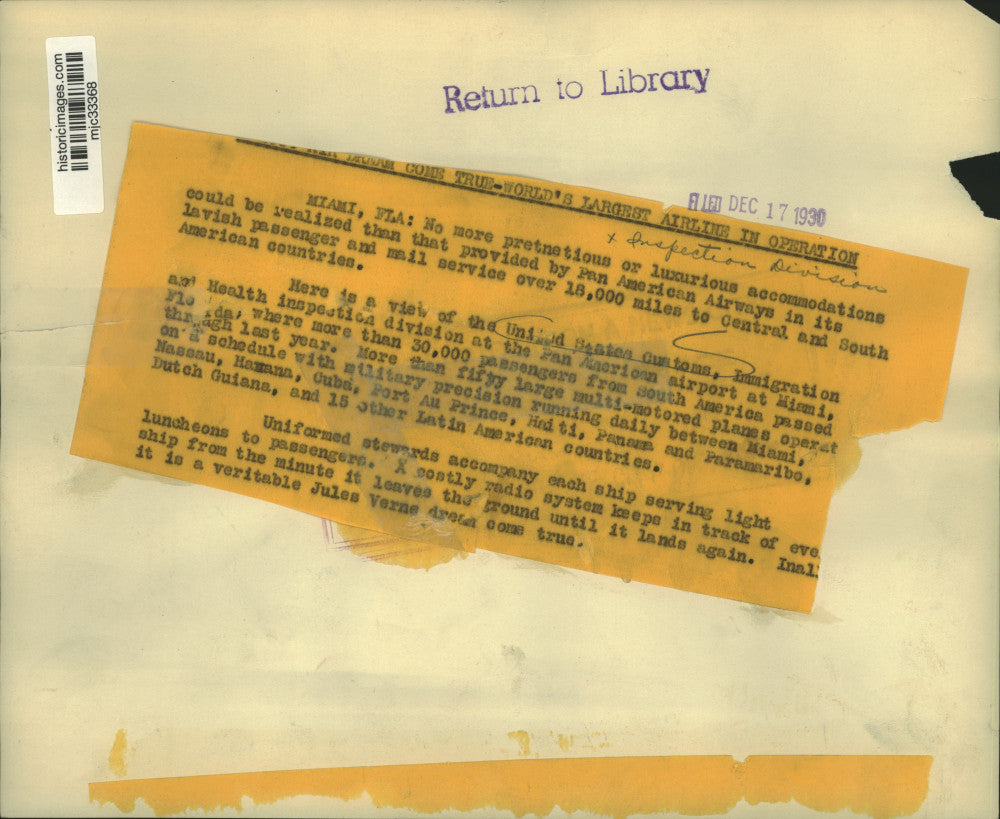 historicimages.com
mjc33368
Return to Library
FILED DEC 17 1930
AIR DREAM COME TRUE-WORLD'S LARGEST AIRLINE IN OPERATION
+ Inspection Division
MIAMI, FLA: No more pretnetious or luxurious accommodations
could be realized than that provided by Pan American Airways in its
lavish passenger and mail service over 18,000 miles to Central and South
American countries.
Here is a view of the United States Customs, Immigration
and Health inspection division at the Pan American airport at Miami,
Flo da, where more than 30,000 passengers from South America passed
through last year. More than fifyy large multi-motored planes operat
on a schedule with military precision running daily between Miami,
Nassau, Havana, Cuba, Port Au Prince, Haiti, Panama and Paramaribo,
Dutch Guiana, and 15 other Latin American countries.
Uniformed stewards accompany each ship serving light
luncheons to passengers. A costly radio system keeps in track of eve
ship from the minute it leaves the ground until it lands again. Inall
it is a veritable Jules Verne dream come true.